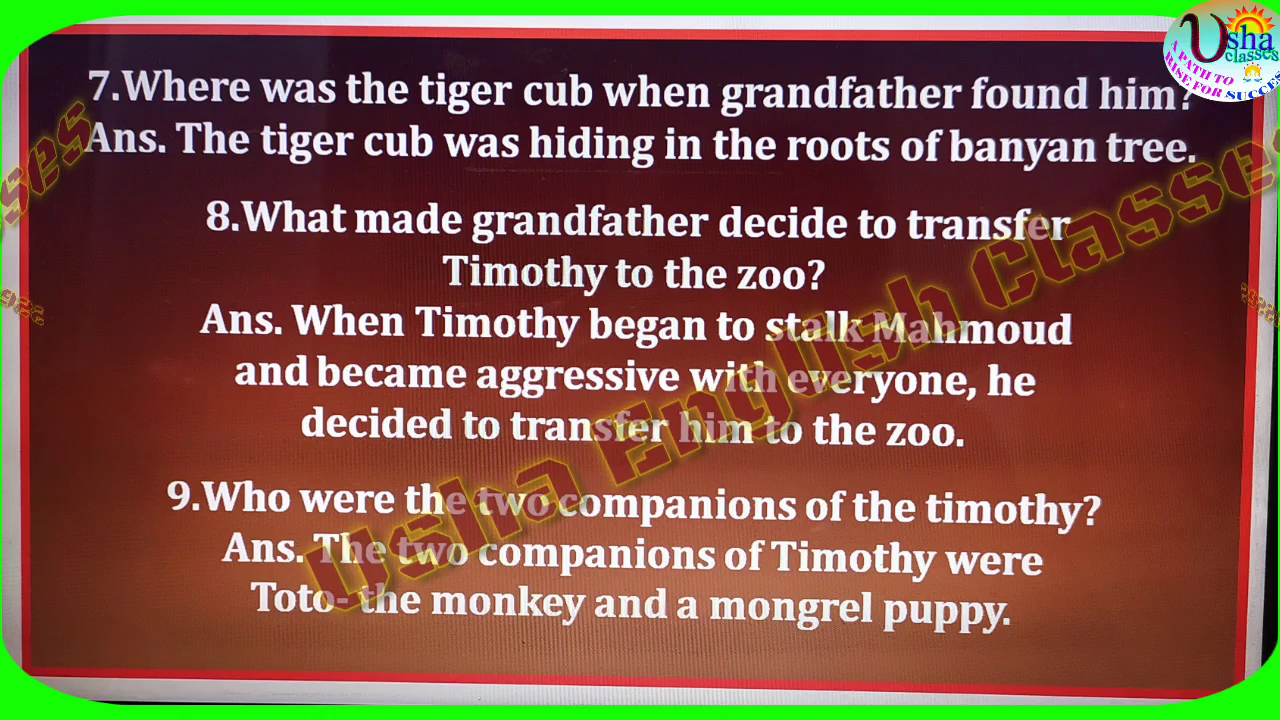 7.Where was the tiger cub when grandfather found him?
Ans. The tiger cub was hiding in the roots of banyan tree.
8.What made grandfather decide to transfer
Timothy to the zoo?
Ans. When Timothy began to stalk Mahmoud
and became aggressive with everyone, he
decided to transfer him to the zoo.
9.Who were the two companions of the timothy?
Ans. The two companions of Timothy were
Toto- the monkey and a mongrel puppy.
Usha English Classes
Usha
classes
A PATH TO
RISE FOR